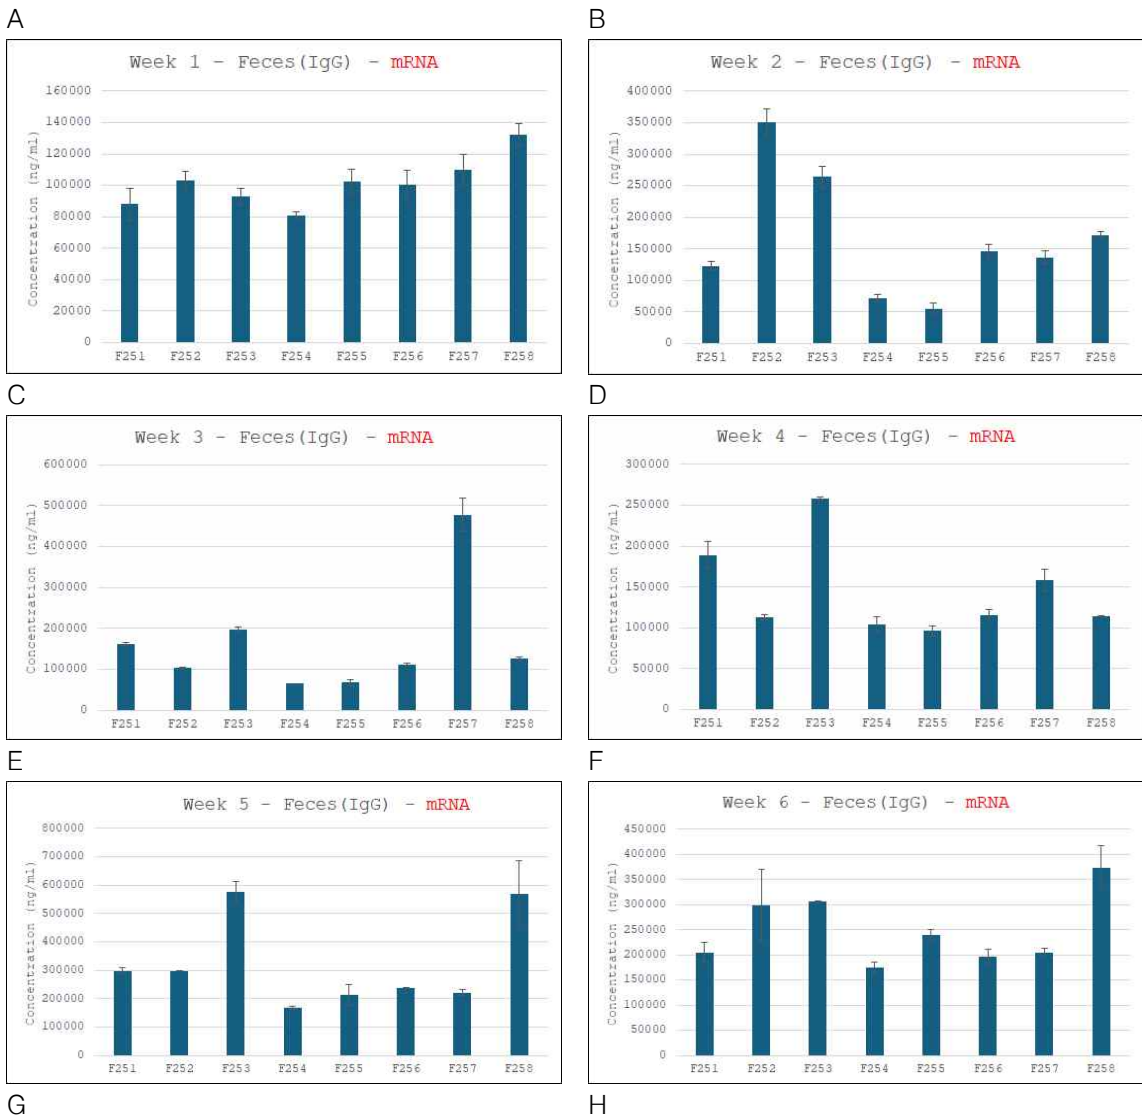 A
Week 1 - Feces(IgG) - mRNA
Concentration (ng/ml)
160000
140000
120000
100000
80000
60000
40000
20000
0
F251 F252 F253 F254 F255 F256 F257 F258
B
Week 2 - Feces(IgG) - mRNA
Concentration (ng/ml)
400000
350000
300000
250000
200000
150000
100000
50000
0
F251 F252 F253 F254 F255 F256 F257 F258
C
Week 3 - Feces(IgG) - mRNA
Concentration (ng/ml)
600000
500000
400000
300000
200000
100000
0
F251 F252 F253 F254 F255 F256 F257 F258
D
Week 4 - Feces(IgG) - mRNA
Concentration (ng/ml)
300000
250000
200000
150000
100000
50000
0
F251 F252 F253 F254 F255 F256 F257 F258
E
Week 5 - Feces(IgG) - mRNA
Concentration (ng/ml)
800000
700000
600000
500000
400000
300000
200000
100000
0
F251 F252 F253 F254 F255 F256 F257 F258
F
Week 6 - Feces(IgG) - mRNA
Concentration (ng/ml)
450000
400000
350000
300000
250000
200000
150000
100000
50000
0
F251 F252 F253 F254 F255 F256 F257 F258
G
H